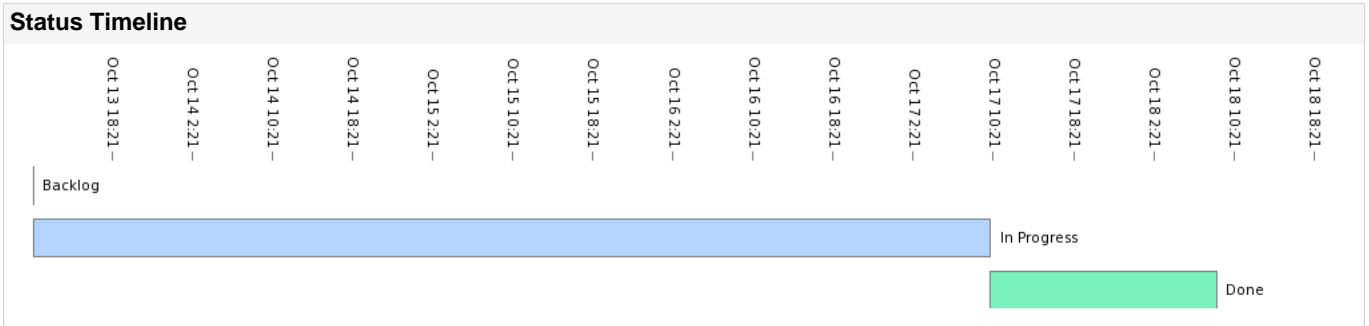 Status Timeline
Oct 13 18:21
Oct 14 2:21
Oct 14 10:21
Oct 14 18:21
Oct 15 2:21
Oct 15 10:21
Oct 15 18:21
Oct 16 2:21
Oct 16 10:21
Oct 16 18:21
Oct 17 2:21
Oct 17 10:21
Oct 17 18:21
Oct 18 2:21
Oct 18 10:21
Oct 18 18:21
Backlog
In Progress
Done